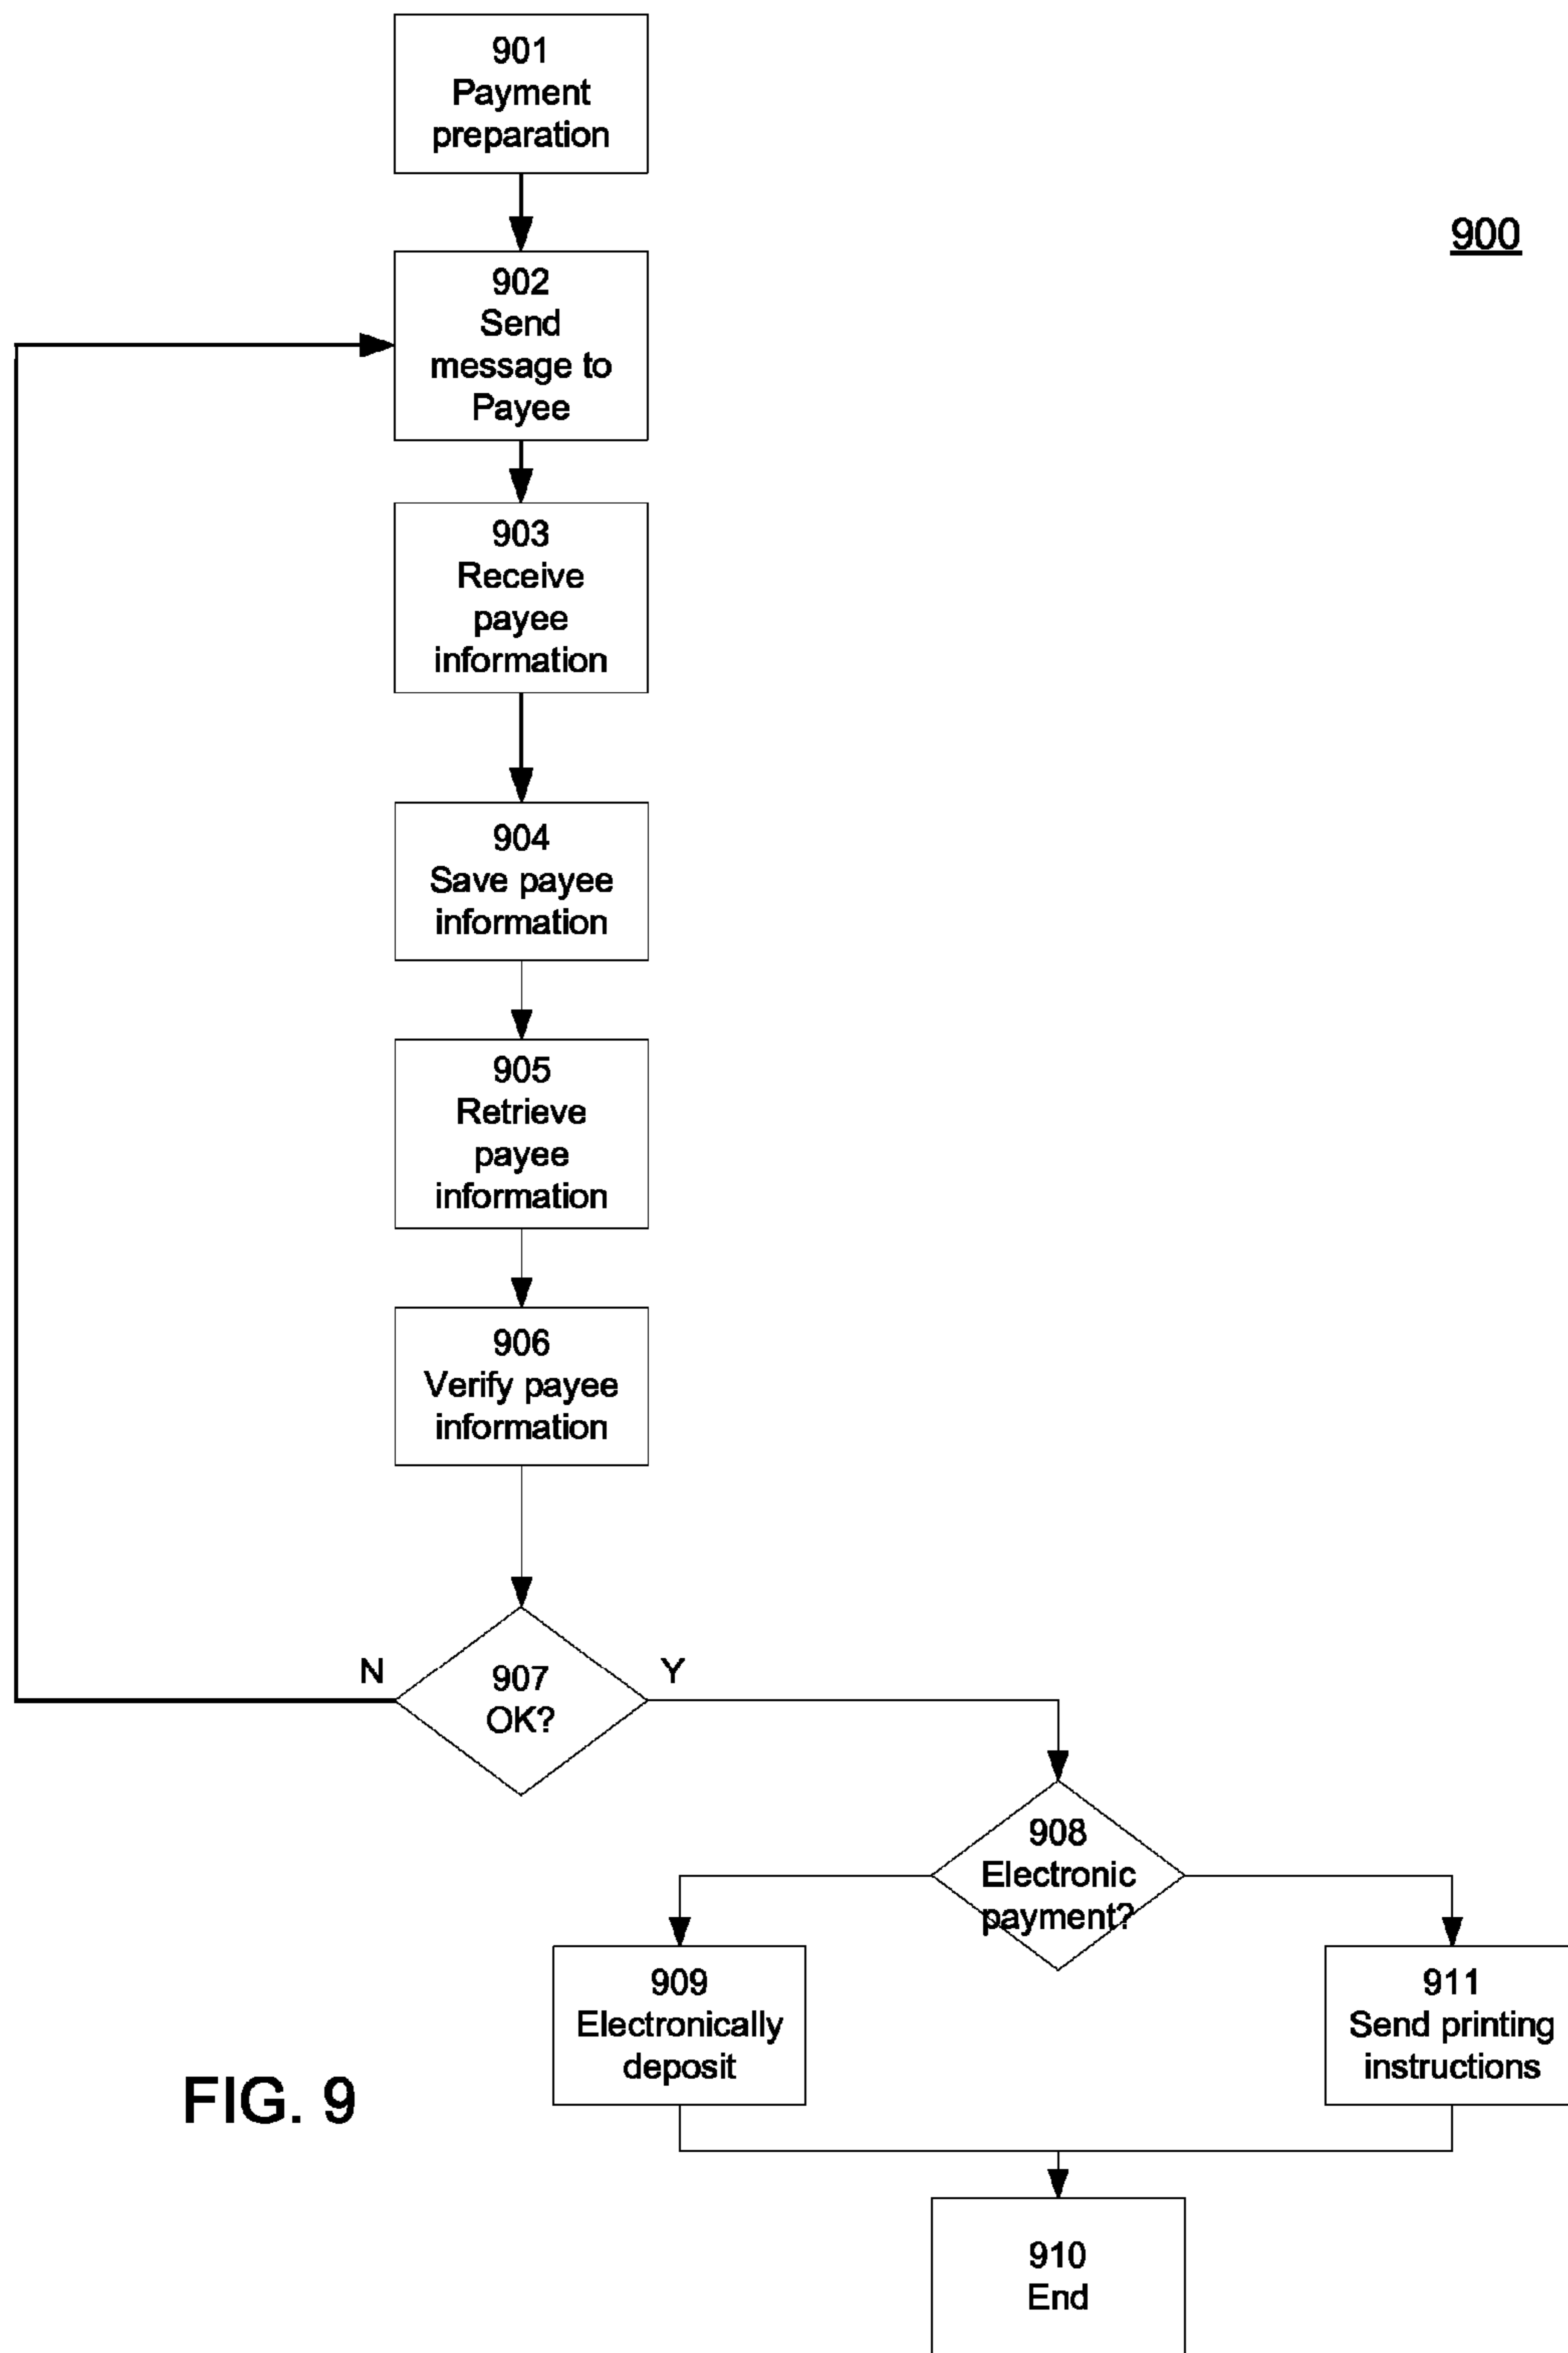 901
Payment
preparation
900
902
Send
message to
Payee
903
Receive
payee
information
904
Save payee
information
905
Retrieve
payee
information
906
Verify payee
information
N
907
OK?
Y
908
Electronic
payment?
909
Electronically
deposit
911
Send printing
instructions
FIG. 9
910
End